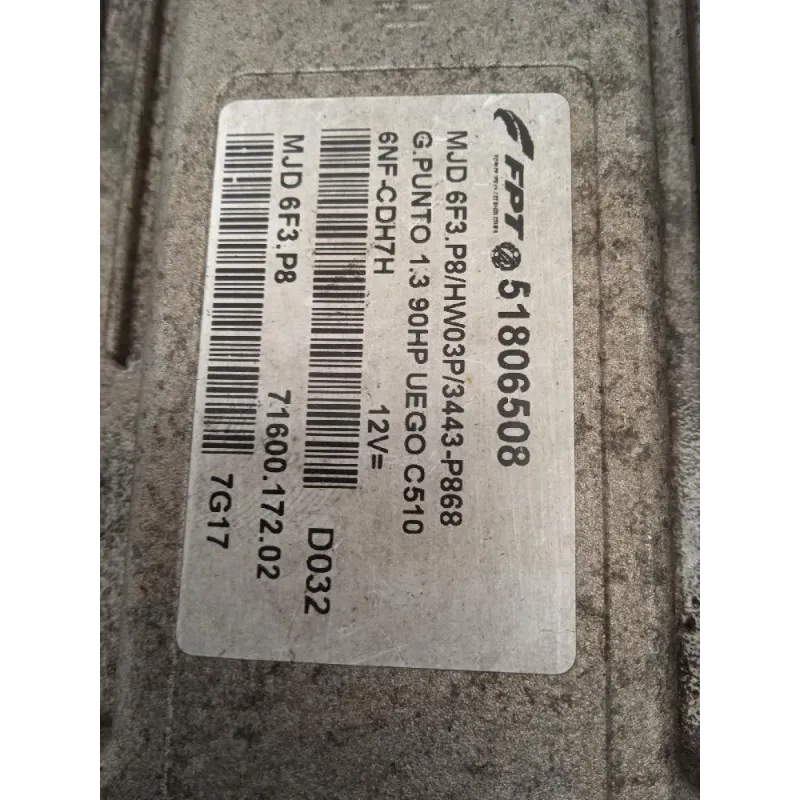 FPT 51806508
MJD 6F3.P8/HW03P/3443-P868
G.PUNTO 1.3 90HP UEGO C510
6NF-CDH7H 12V=
D032
MJD 6F3.P8 71600.172.02
7G17